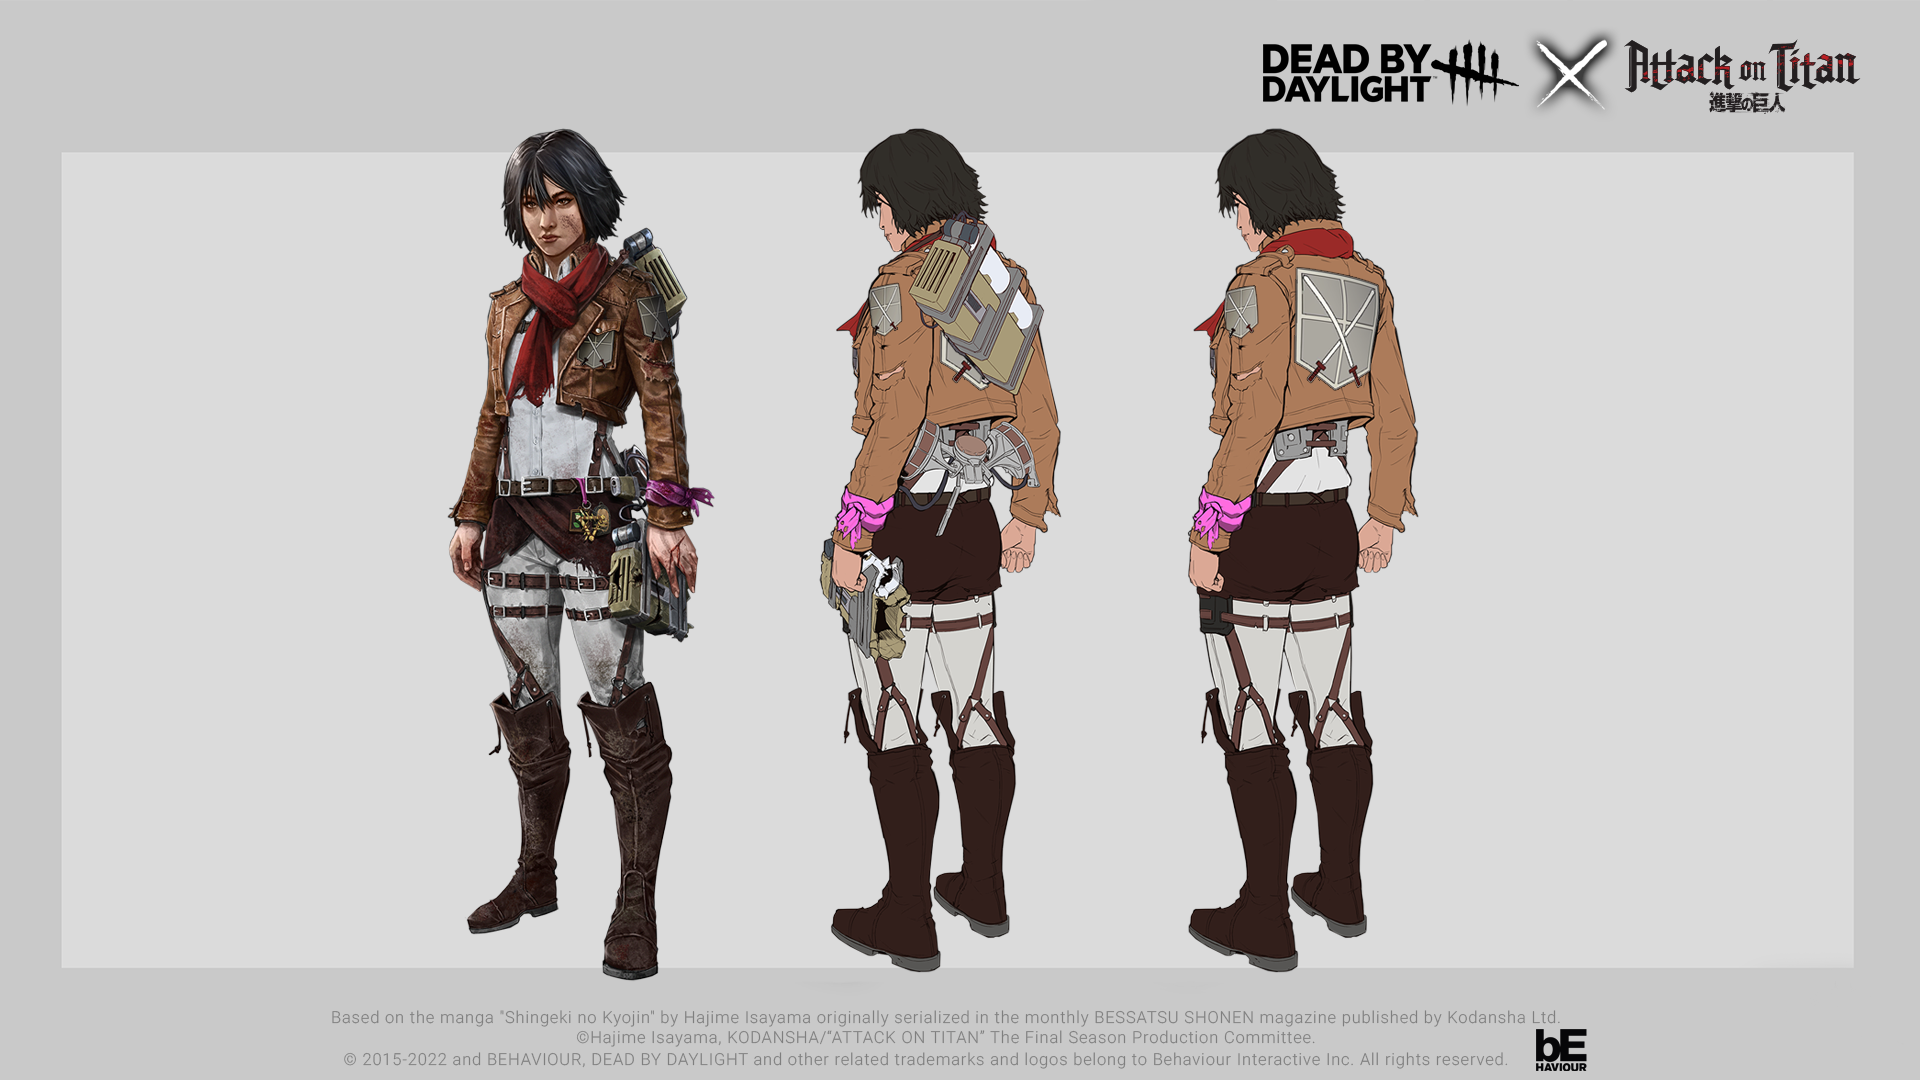 DEAD BY
DAYLIGHT™
Attack on Titan
進撃の巨人
Based on the manga "Shingeki no Kyojin" by Hajime Isayama originally serialized in the monthly BESSATSU SHONEN magazine published by Kodansha Ltd.
©Hajime Isayama, KODANSHA/"ATTACK ON TITAN" The Final Season Production Committee.
© 2015-2022 and BEHAVIOUR, DEAD BY DAYLIGHT and other related trademarks and logos belong to Behaviour Interactive Inc. All rights reserved.
bE
HAVIOUR